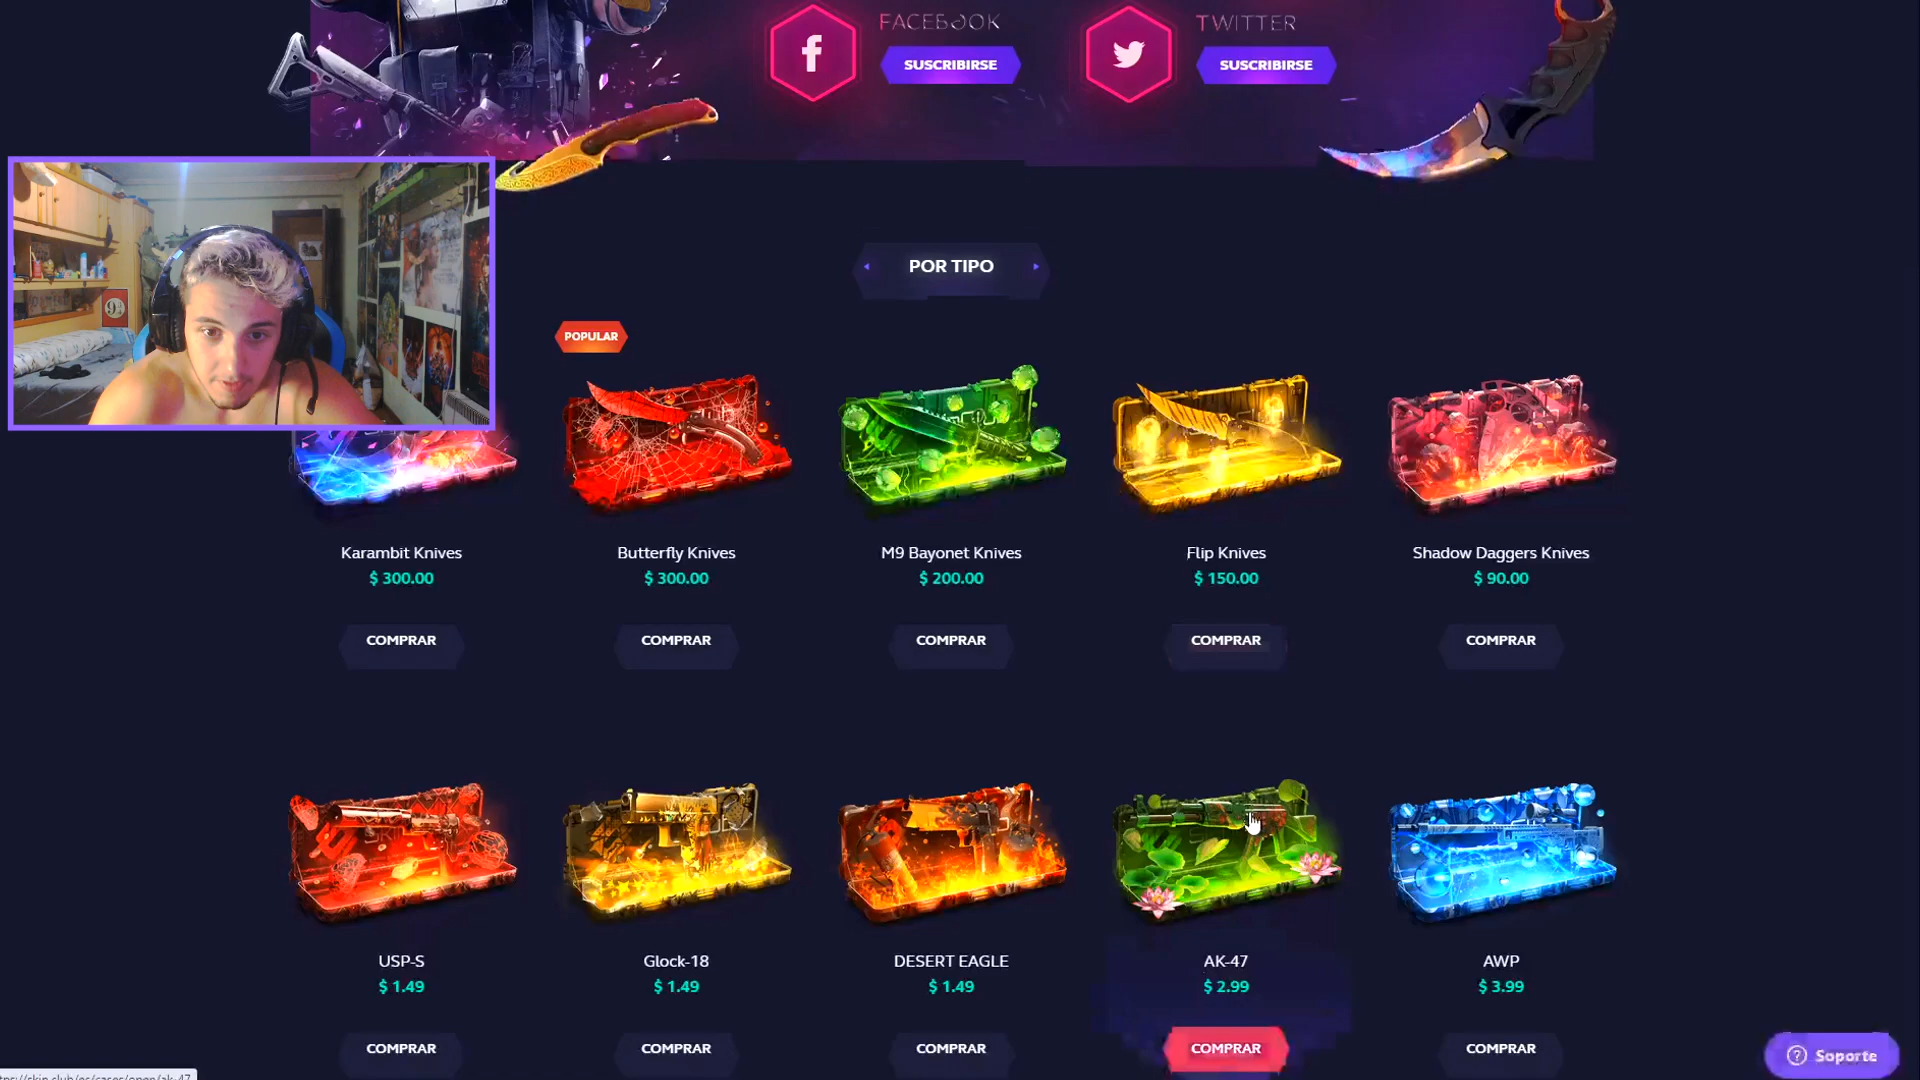 FACEBOOK
TWITTER
SUSCRIBIRSE
SUSCRIBIRSE
POR TIPO
POPULAR
Karambit Knives
$ 300.00
COMPRAR
Butterfly Knives
$ 300.00
COMPRAR
M9 Bayonet Knives
$ 200.00
COMPRAR
Flip Knives
$ 150.00
COMPRAR
Shadow Daggers Knives
$ 90.00
COMPRAR
USP-S
$ 1.49
COMPRAR
Glock-18
$ 1.49
COMPRAR
DESERT EAGLE
$ 1.49
COMPRAR
AK-47
$ 2.99
COMPRAR
AWP
$ 3.99
COMPRAR
Soporte